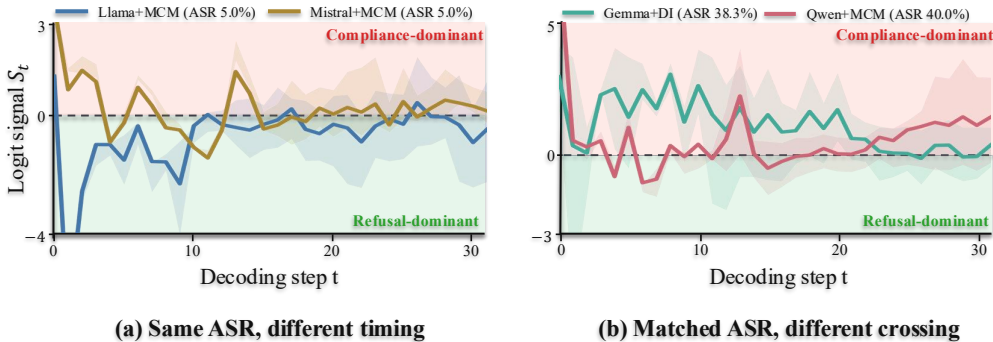 Llama+MCM (ASR 5.0%) Mistral+MCM (ASR 5.0%)
3
Compliance-dominant
Logit signal S_t
0
Refusal-dominant
−4
0 10 20 30
Decoding step t
(a) Same ASR, different timing
Gemma+DI (ASR 38.3%) Qwen+MCM (ASR 40.0%)
5
Compliance-dominant
0
Refusal-dominant
−3
0 10 20 30
Decoding step t
(b) Matched ASR, different crossing